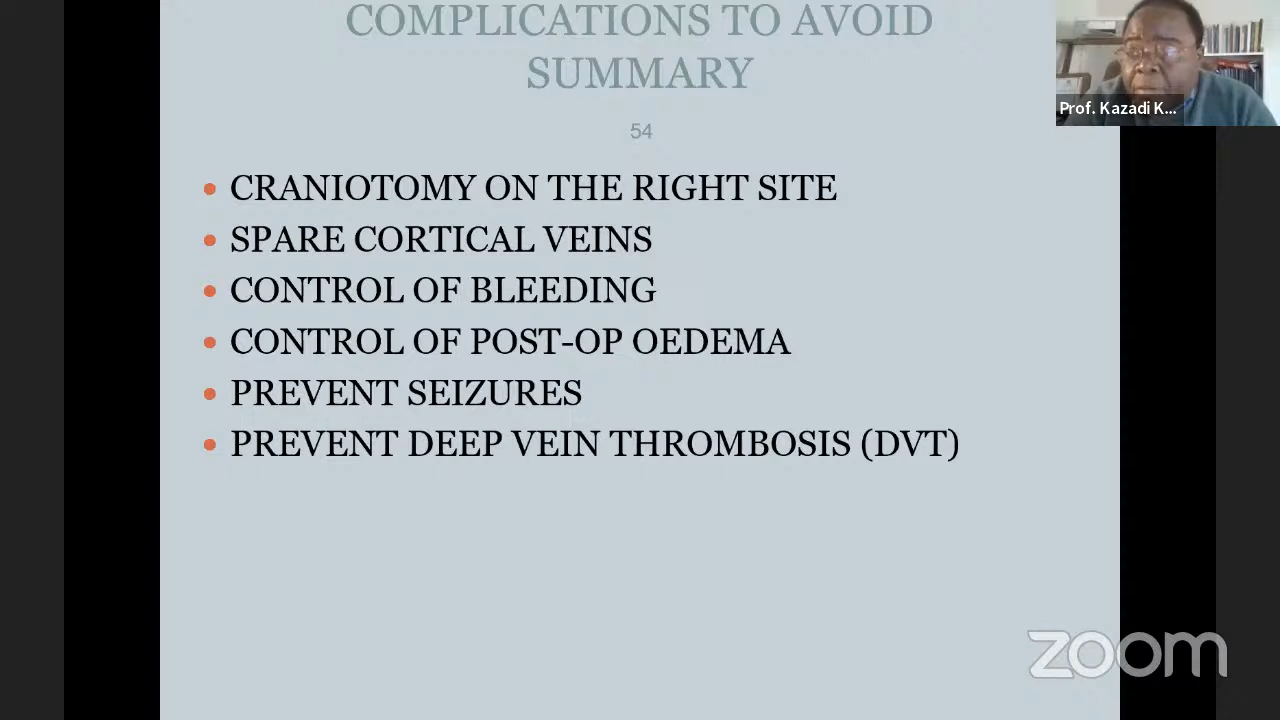 COMPLICATIONS TO AVOID
SUMMARY
54
• CRANIOTOMY ON THE RIGHT SITE
• SPARE CORTICAL VEINS
• CONTROL OF BLEEDING
• CONTROL OF POST-OP OEDEMA
• PREVENT SEIZURES
• PREVENT DEEP VEIN THROMBOSIS (DVT)
Prof. Kazadi K...
zoom